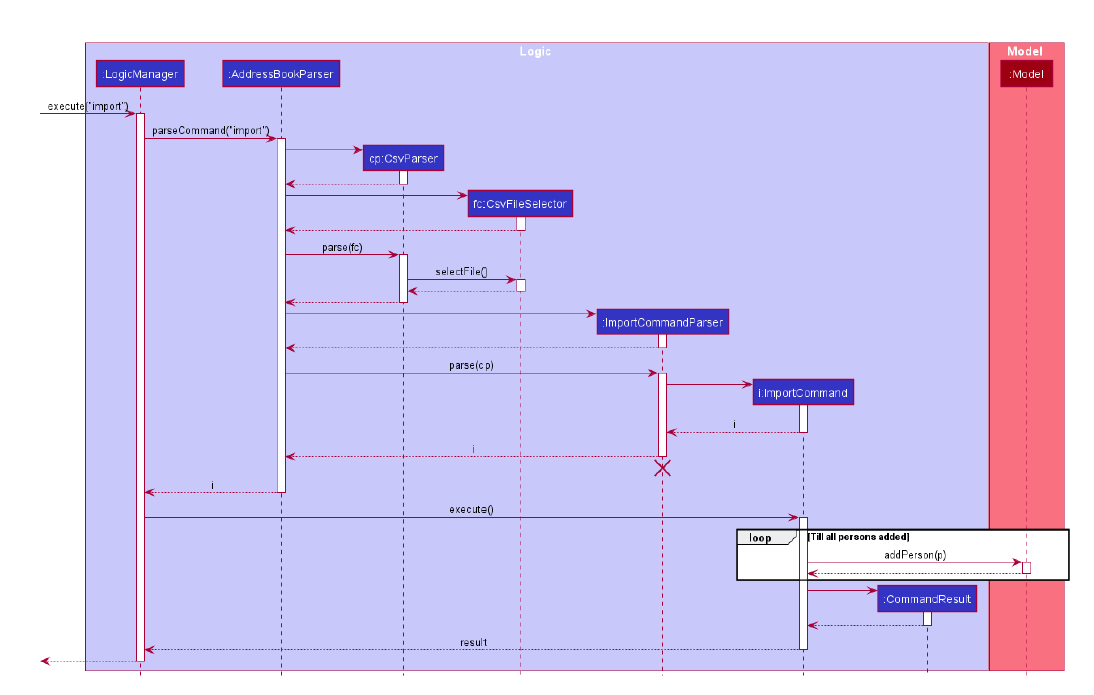 Logic
Model
:LogicManager
:AddressBookParser
:Model
execute("import")
parseCommand("import")
cp:CsvParser
fc:CsvFileSelector
parse(fc)
selectFile()
:ImportCommandParser
parse(cp)
i:ImportCommand
i
i
i
execute()
loop
[Till all persons added]
addPerson(p)
:CommandResult
result